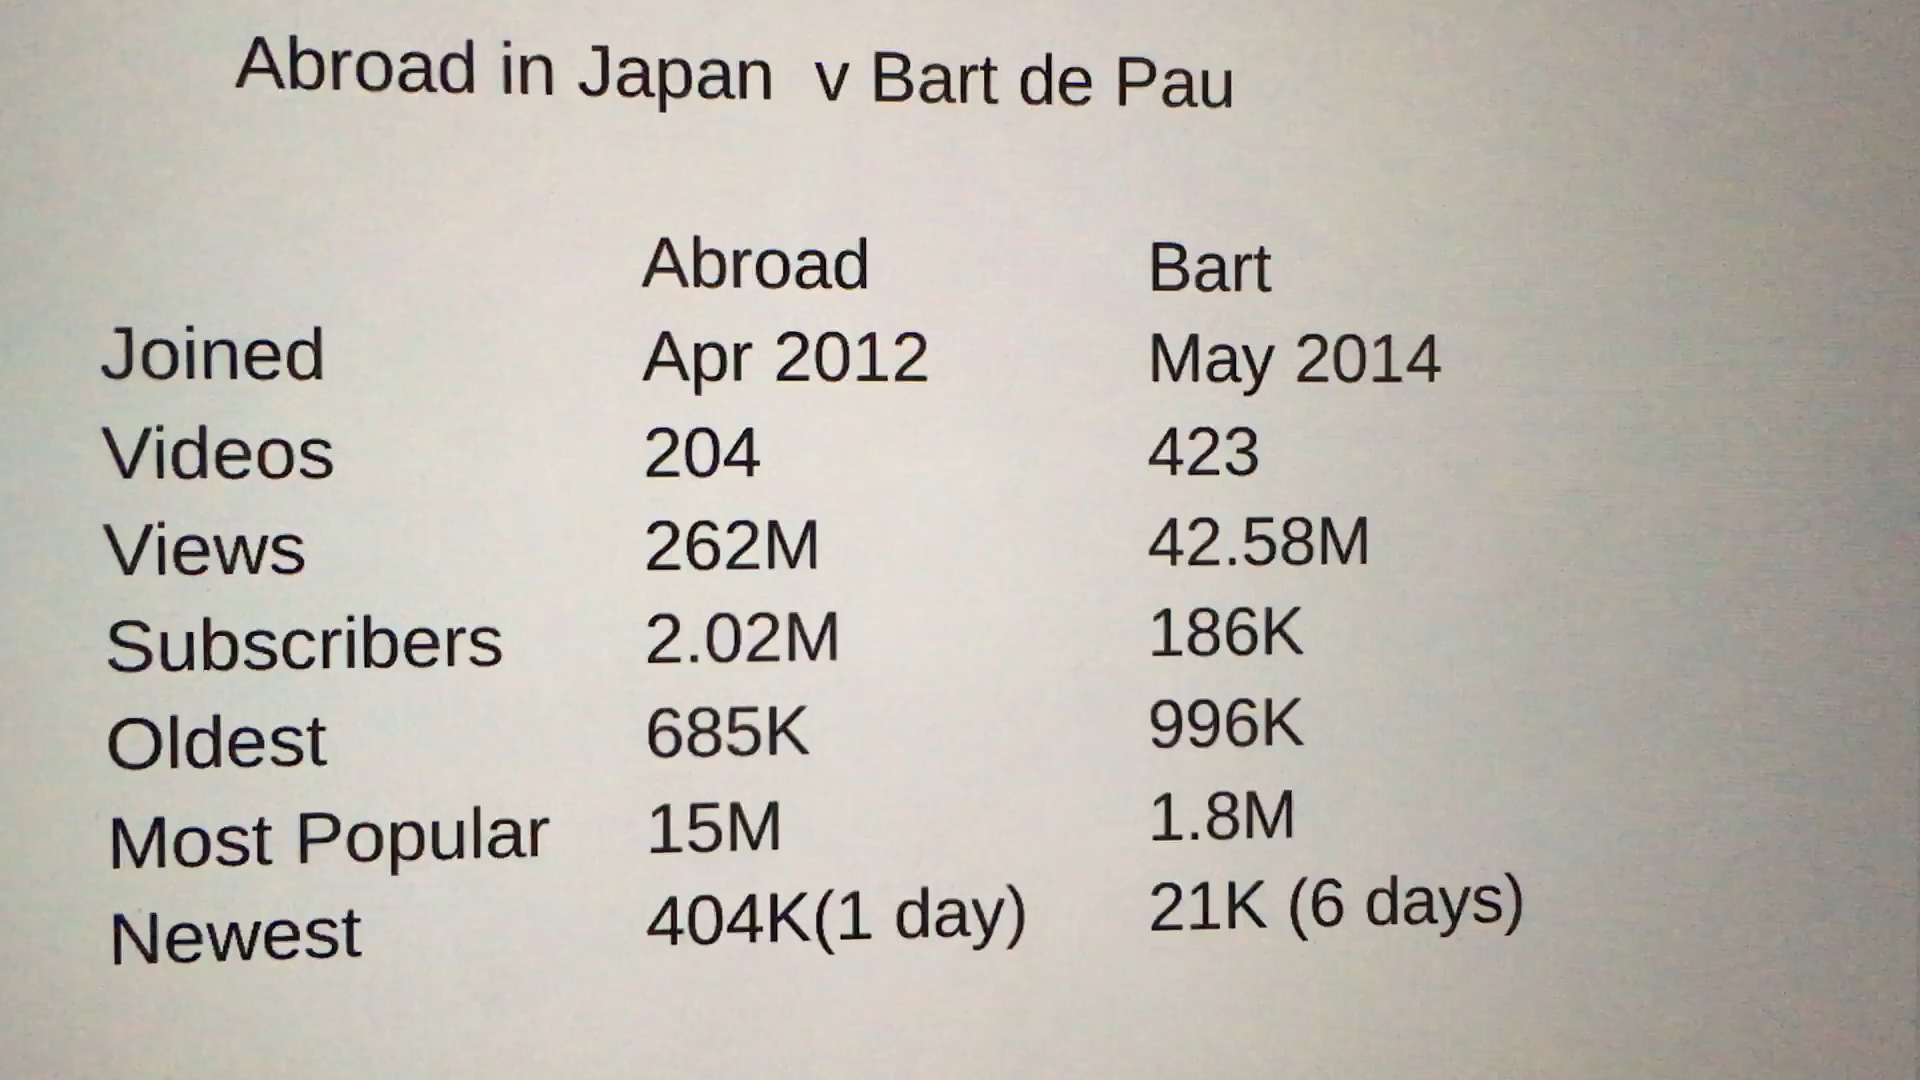 Abroad in Japan v Bart de Pau
Abroad Bart
Joined Apr 2012 May 2014
Videos 204 423
Views 262M 42.58M
Subscribers 2.02M 186K
Oldest 685K 996K
Most Popular 15M 1.8M
Newest 404K(1 day) 21K (6 days)